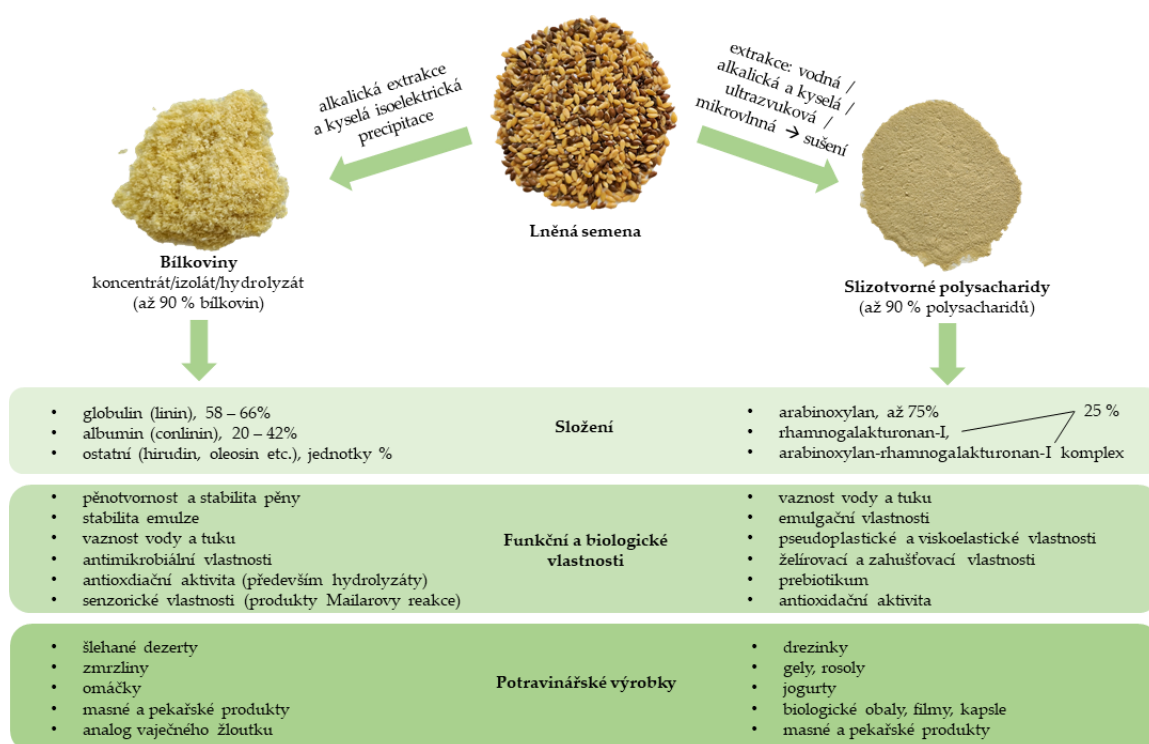 alkalická extrakce
a kyselá isoelektrická
precipitace
extrakce: vodná /
alkalická a kyselá /
ultrazvuková /
mikrovlnná → sušení
Lněná semena
Bílkoviny
koncentrát/izolát/hydrolyzát
(až 90 % bílkovin)
Slizotvorné polysacharidy
(až 90 % polysacharidů)
• globulin (linin), 58 – 66%
• albumin (conlinin), 20 – 42%
• ostatní (hirudin, oleosin etc.), jednotky %
Složení
• arabinoxylan, až 75%
• rhamnogalakturonan-I,
• arabinoxylan-rhamnogalakturonan-I komplex
25 %
• pěnotvornost a stabilita pěny
• stabilita emulze
• vaznost vody a tuku
• antimikrobiální vlastnosti
• antioxdiační aktivita (především hydrolyzáty)
• senzorické vlastnosti (produkty Mailarovy reakce)
Funkční a biologické
vlastnosti
• vaznost vody a tuku
• emulgační vlastnosti
• pseudoplastické a viskoelastické vlastnosti
• želírovací a zahušťovací vlastnosti
• prebiotikum
• antioxidační aktivita
• šlehané dezerty
• zmrzliny
• omáčky
• masné a pekařské produkty
• analog vaječného žloutku
Potravinářské výrobky
• drezinky
• gely, rosoly
• jogurty
• biologické obaly, filmy, kapsle
• masné a pekařské produkty